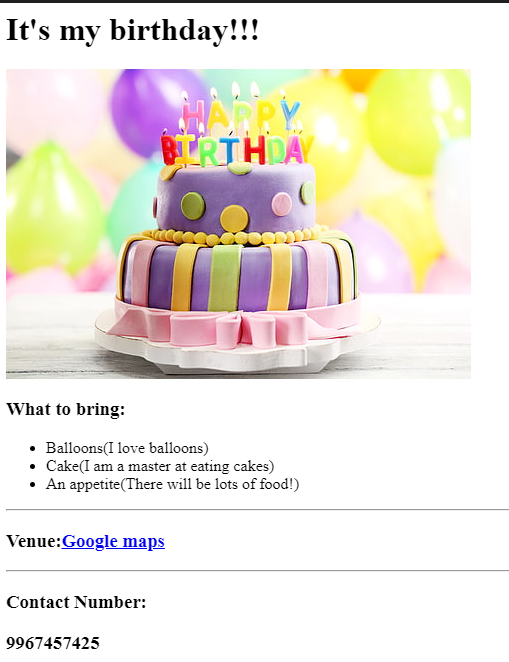 It's my birthday!!!
HAPPY
BIRTHDAY
What to bring:
Balloons(I love balloons)
Cake(I am a master at eating cakes)
An appetite(There will be lots of food!)
Venue:Google maps
Contact Number:
9967457425